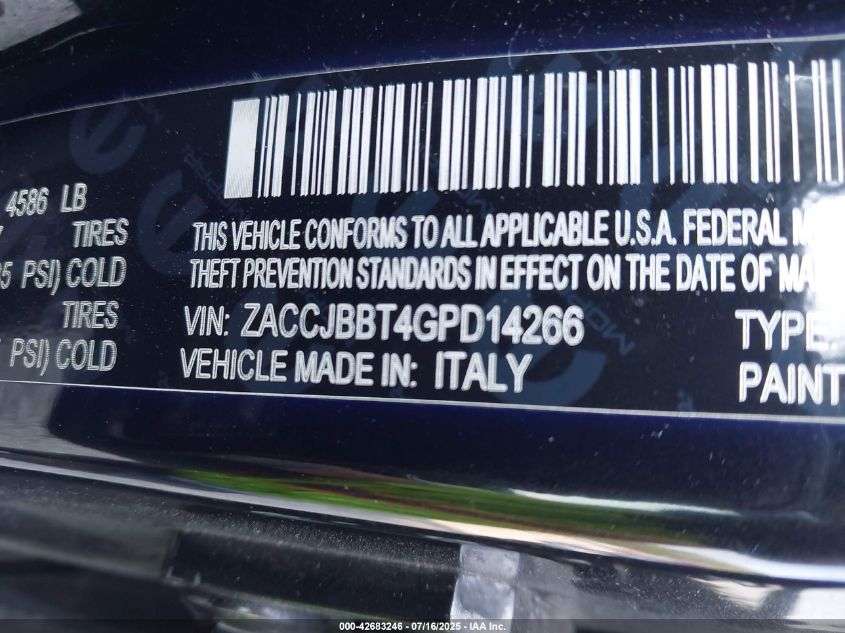 4586 LB
TIRES
PSI) COLD
TIRES
PSI) COLD
THIS VEHICLE CONFORMS TO ALL APPLICABLE U.S.A. FEDERAL
THEFT PREVENTION STANDARDS IN EFFECT ON THE DATE OF
VIN: ZACCJBBT4GPD14266
VEHICLE MADE IN: ITALY
TYPE:
PAINT
MOPAR
000-42683246 - 07/16/2025 - IAA Inc.